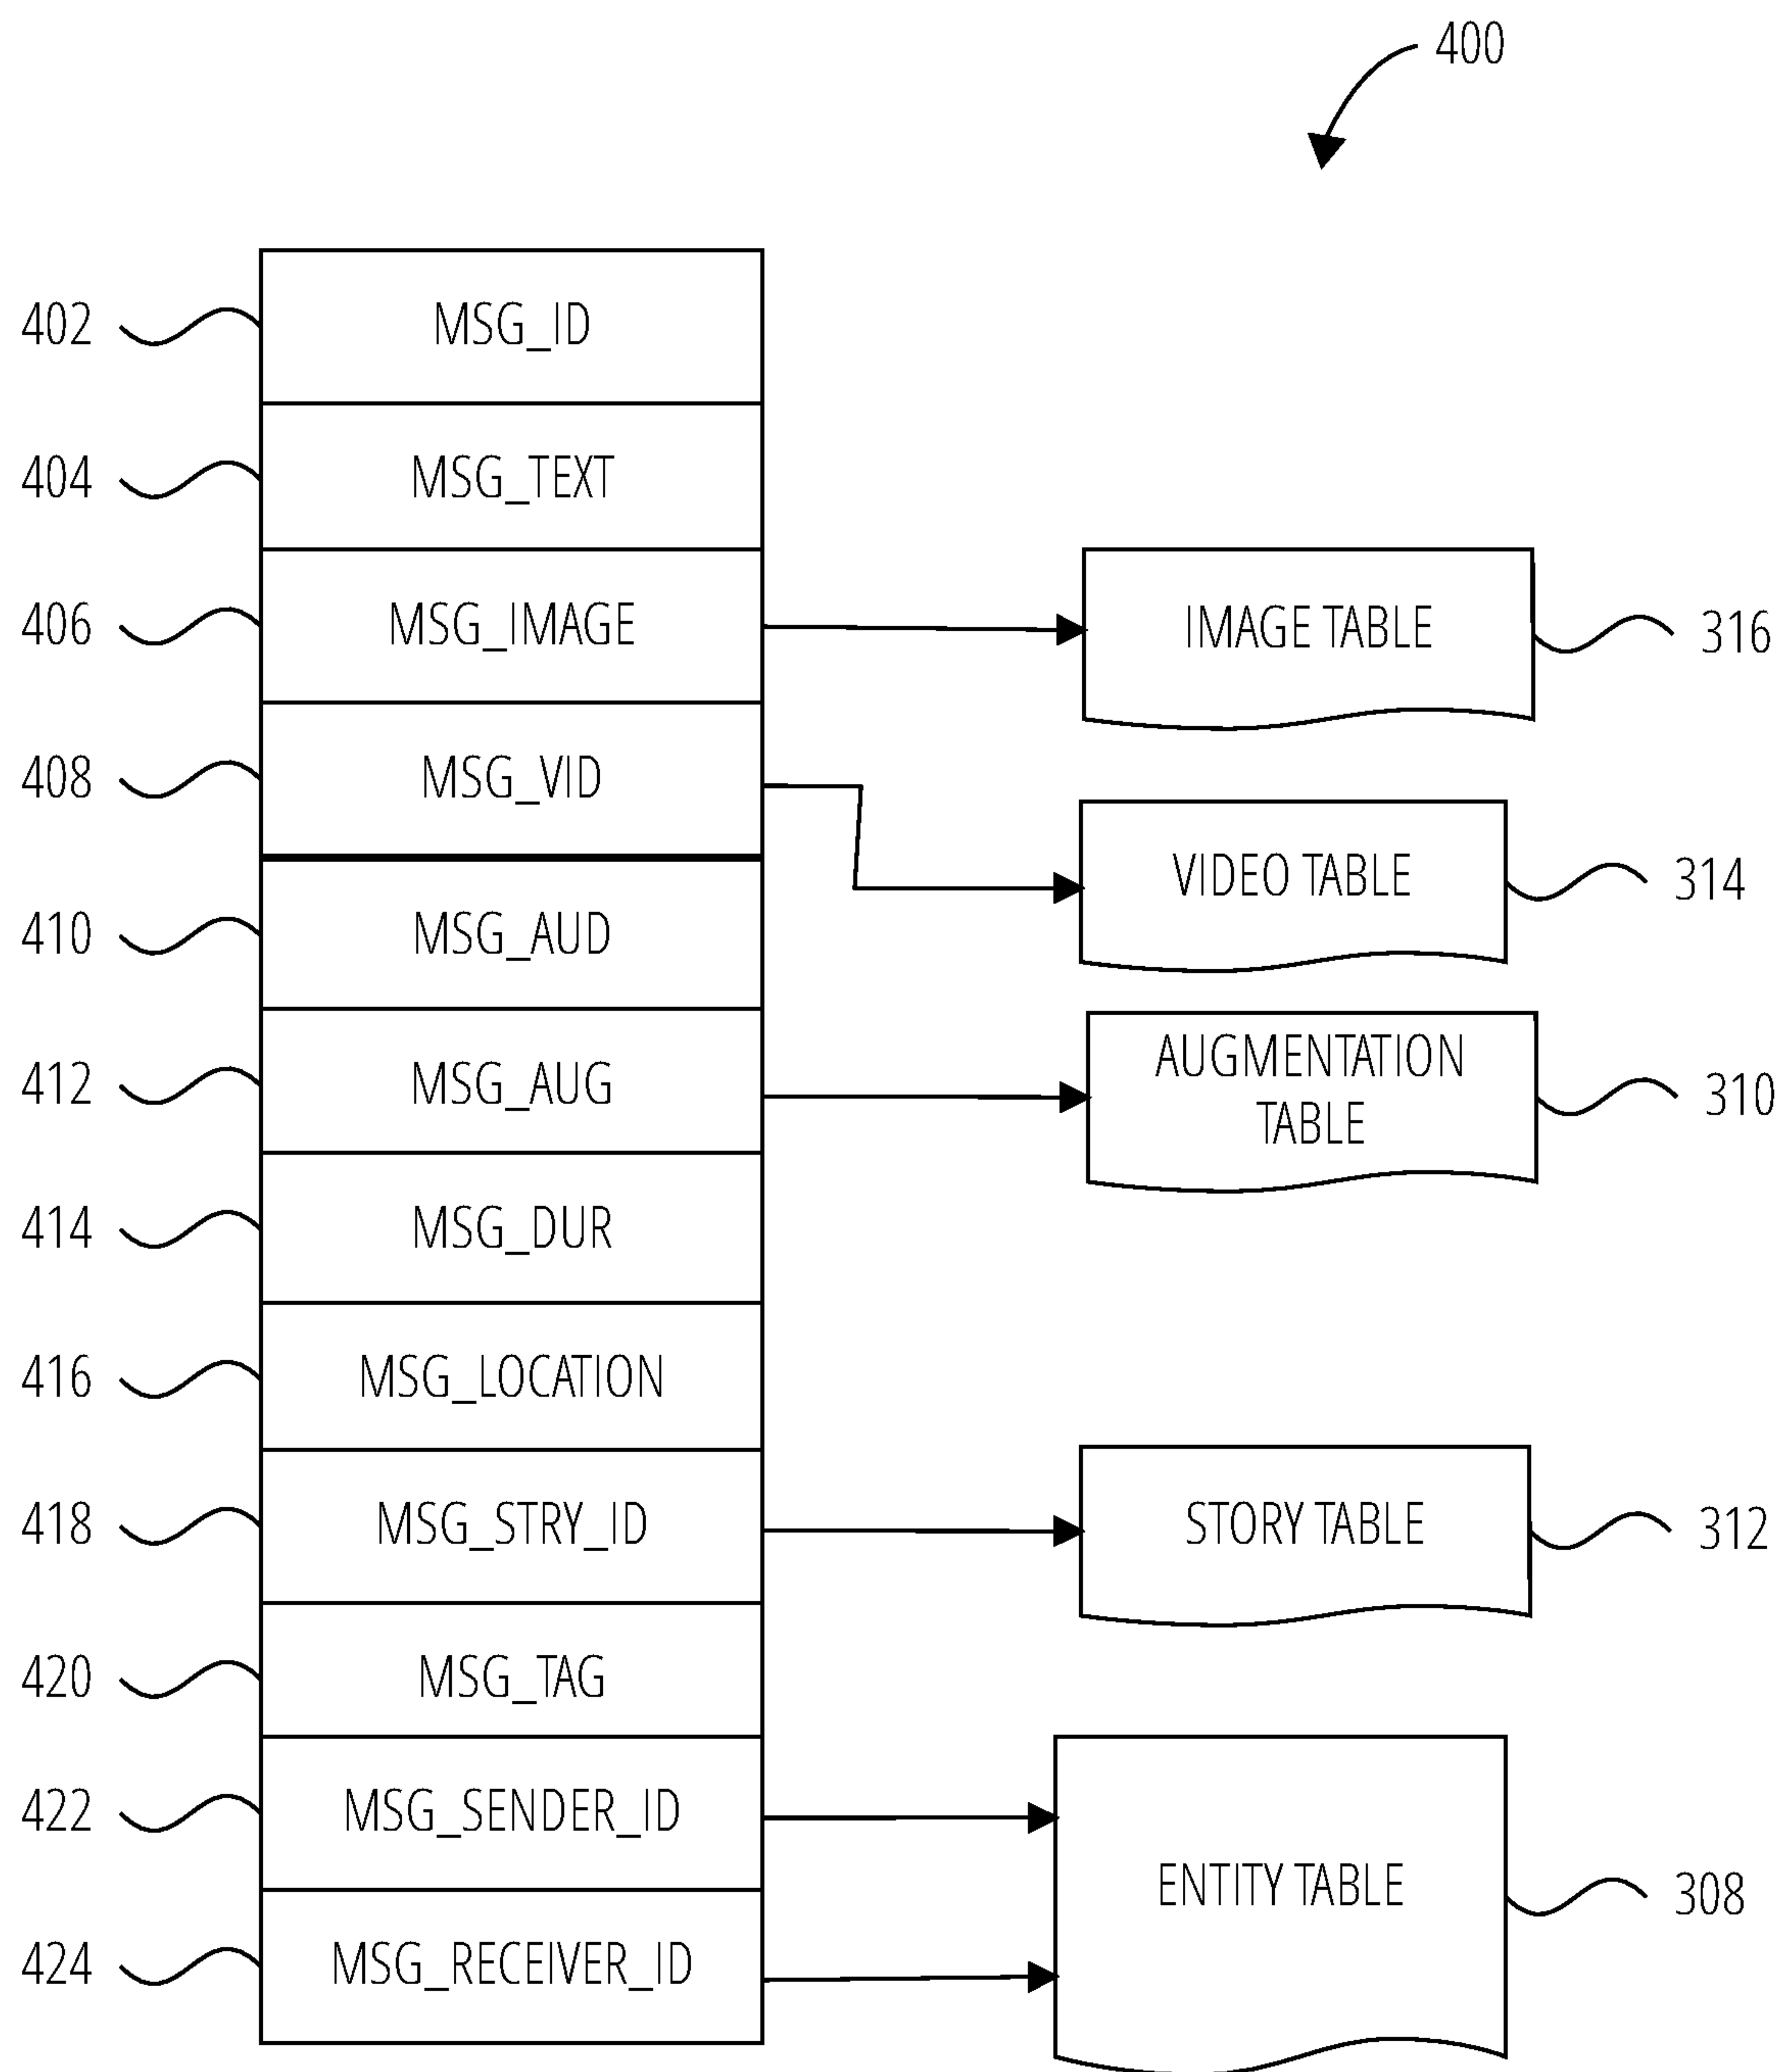 400
402 MSG_ID
404 MSG_TEXT
406 MSG_IMAGE IMAGE TABLE 316
408 MSG_VID
VIDEO TABLE 314
410 MSG_AUD
412 MSG_AUG AUGMENTATION
TABLE 310
414 MSG_DUR
416 MSG_LOCATION
418 MSG_STRY_ID STORY TABLE 312
420 MSG_TAG
422 MSG_SENDER_ID
ENTITY TABLE 308
424 MSG_RECEIVER_ID